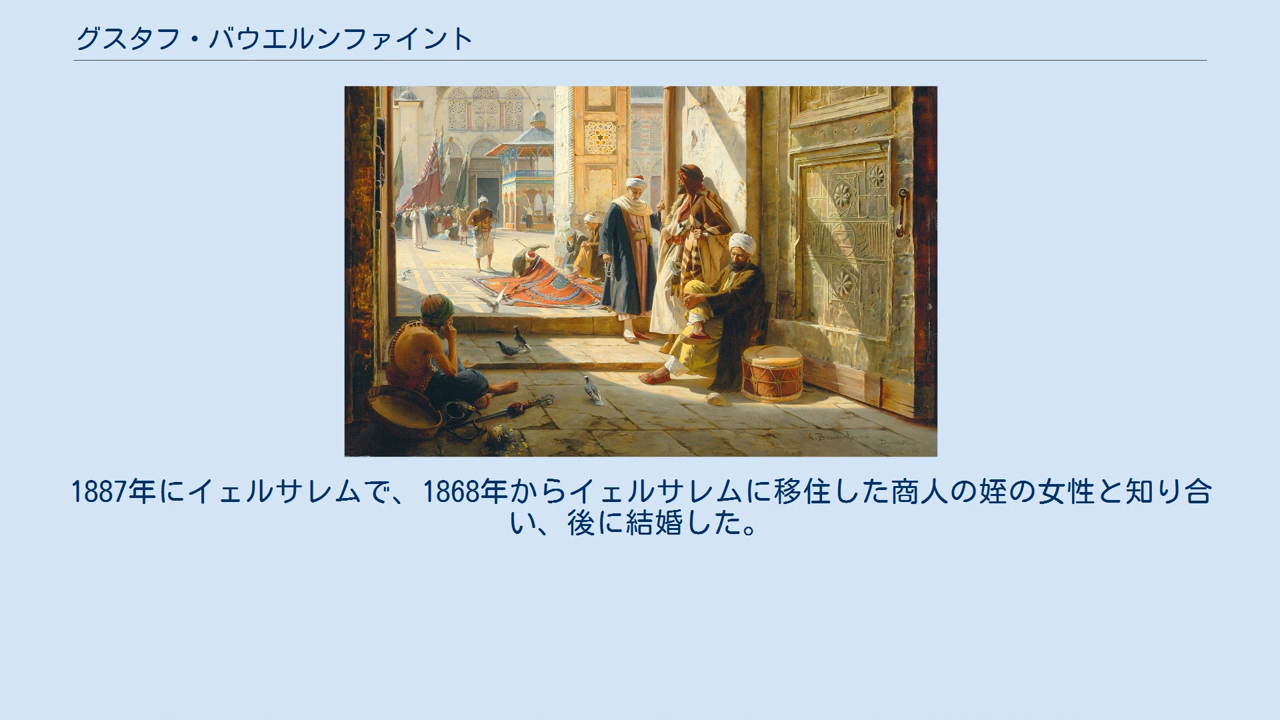 グスタフ・バウエルンファイント
1887年にイェルサレムで、1868年からイェルサレムに移住した商人の姪の女性と知り合
い、後に結婚した。